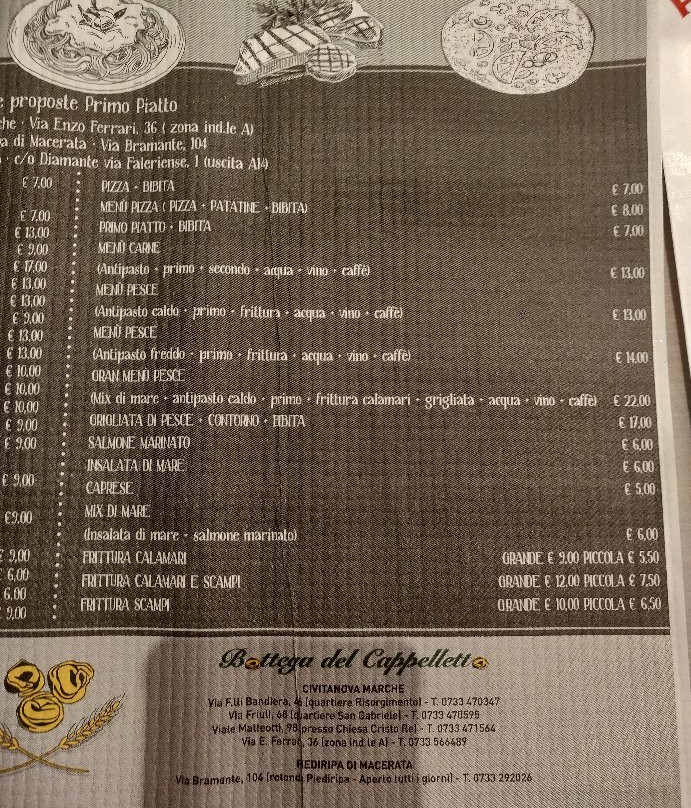 e proposte Primo Piatto
che - Via Enzo Ferrari, 36 ( zona ind.le A)
a di Macerata - Via Bramante, 104
- c/o Diamante via Faleriense, 1 (uscita A14)
€ 7,00
€ 7,00
€ 13,00
€ 9,00
€ 17,00
€ 13,00
€ 13,00
€ 9,00
€ 13,00
€ 13,00
€ 10,00
€ 10,00
€ 10,00
€ 9,00
€ 9,00
€ 9,00
€9,00
€ 9,00
6,00
6,00
9,00
PIZZA + BIBITA € 7,00
MENÙ PIZZA ( PIZZA + PATATINE + BIBITA) € 8,00
PRIMO PIATTO + BIBITA € 7,00
MENÙ CARNE
(Antipasto + primo + secondo + acqua + vino + caffè) € 13,00
MENÙ PESCE
(Antipasto caldo + primo + frittura + acqua + vino + caffè) € 13,00
MENÙ PESCE
(Antipasto freddo + primo + frittura + acqua + vino + caffè) € 14,00
GRAN MENÙ PESCE
(Mix di mare + antipasto caldo + primo + frittura calamari + grigliata + acqua + vino + caffè) € 22,00
GRIGLIATA DI PESCE + CONTORNO + BIBITA € 17,00
SALMONE MARINATO € 6,00
INSALATA DI MARE € 6,00
CAPRESE € 5,00
MIX DI MARE
(Insalata di mare + salmone marinato) € 6,00
FRITTURA CALAMARI GRANDE € 9,00 PICCOLA € 5,50
FRITTURA CALAMARI E SCAMPI GRANDE € 12,00 PICCOLA € 7,50
FRITTURA SCAMPI GRANDE € 10,00 PICCOLA € 6,50
Bottega del Cappelletto
CIVITANOVA MARCHE
Via F.lli Bandiera, 46 (quartiere Risorgimento) - T. 0733 470347
Via Friuli, 68 (quartiere San Gabriele) - T. 0733 470595
Viale Matteotti, 98 (presso Chiesa Cristo Re) - T. 0733 471564
Via E. Ferrari, 36 (zona ind.le A) - T. 0733 566489
PIEDIRIPA DI MACERATA
Via Bramante, 104 (rotonda Piediripa - Aperto tutti i giorni) - T. 0733 292026